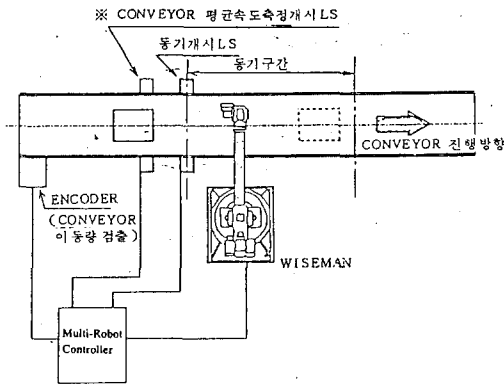 ※ CONVEYOR 평균속도측정개시LS
동기개시LS
동기구간
CONVEYOR 진행방향
ENCODER
(CONVEYOR
이동량 검출)
WISEMAN
Multi-Robot
Controller